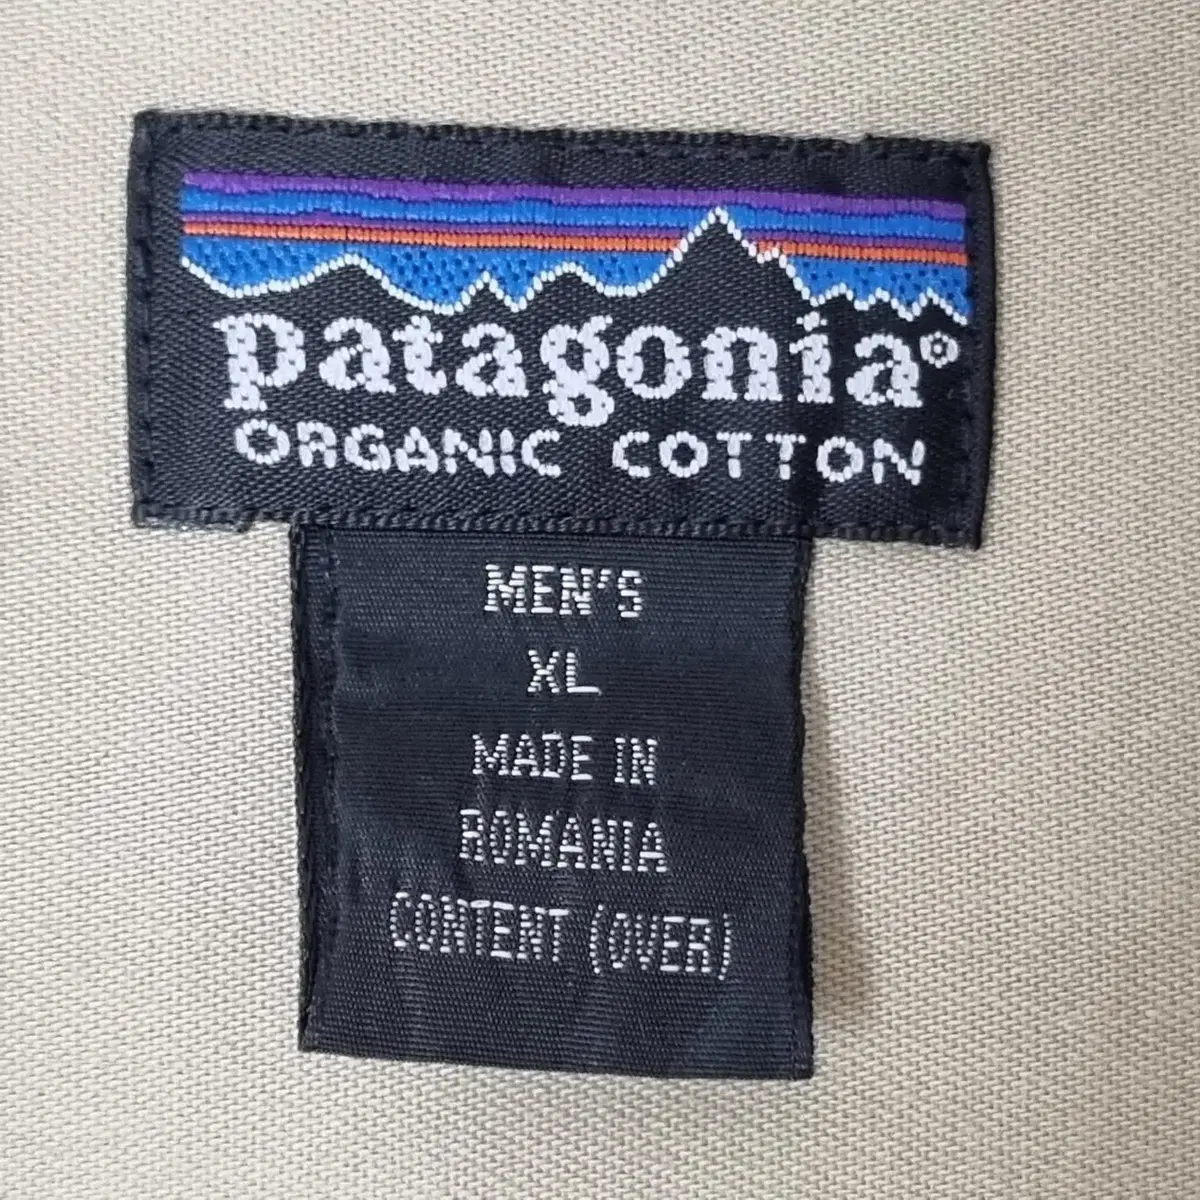 patagonia®
ORGANIC COTTON
MEN'S
XL
MADE IN
ROMANIA
CONTENT (OVER)